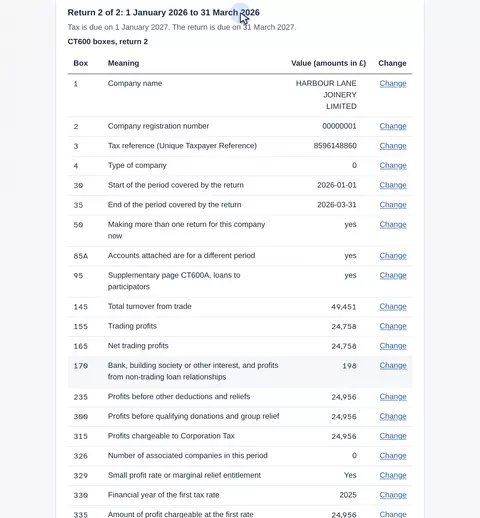 Return 2 of 2: 1 January 2026 to 31 March 2026
Tax is due on 1 January 2027. The return is due on 31 March 2027.
CT600 boxes, return 2
Box Meaning Value (amounts in £) Change
1 Company name HARBOUR LANE JOINERY LIMITED Change
2 Company registration number 00000001 Change
3 Tax reference (Unique Taxpayer Reference) 8596148860 Change
4 Type of company 0 Change
30 Start of the period covered by the return 2026-01-01 Change
35 End of the period covered by the return 2026-03-31 Change
50 Making more than one return for this company now yes Change
85A Accounts attached are for a different period yes Change
95 Supplementary page CT600A, loans to participators yes Change
145 Total turnover from trade 49,451 Change
155 Trading profits 24,758 Change
165 Net trading profits 24,758 Change
170 Bank, building society or other interest, and profits from non-trading loan relationships 198 Change
235 Profits before other deductions and reliefs 24,956 Change
300 Profits before qualifying donations and group relief 24,956 Change
315 Profits chargeable to Corporation Tax 24,956 Change
326 Number of associated companies in this period 0 Change
329 Small profit rate or marginal relief entitlement Yes Change
330 Financial year of the first tax rate 2025 Change
335 Amount of profit chargeable at the first rate 24,956 Change